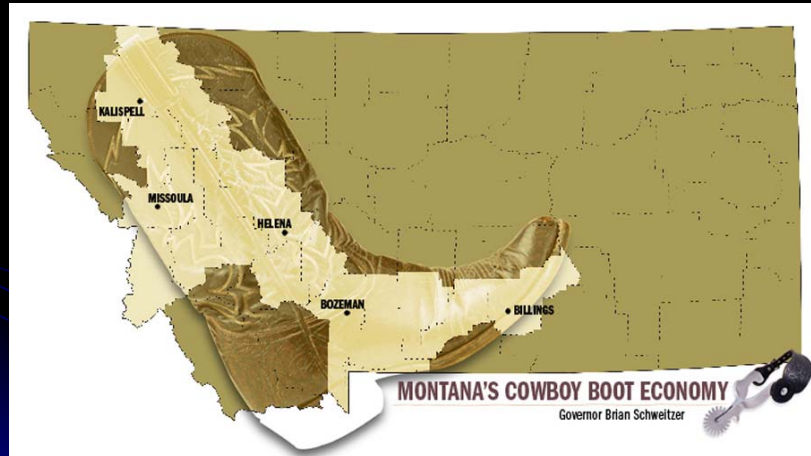 KALISPELL
MISSOULA
HELENA
BOZEMAN
BILLINGS
MONTANA'S COWBOY BOOT ECONOMY
Governor Brian Schweitzer